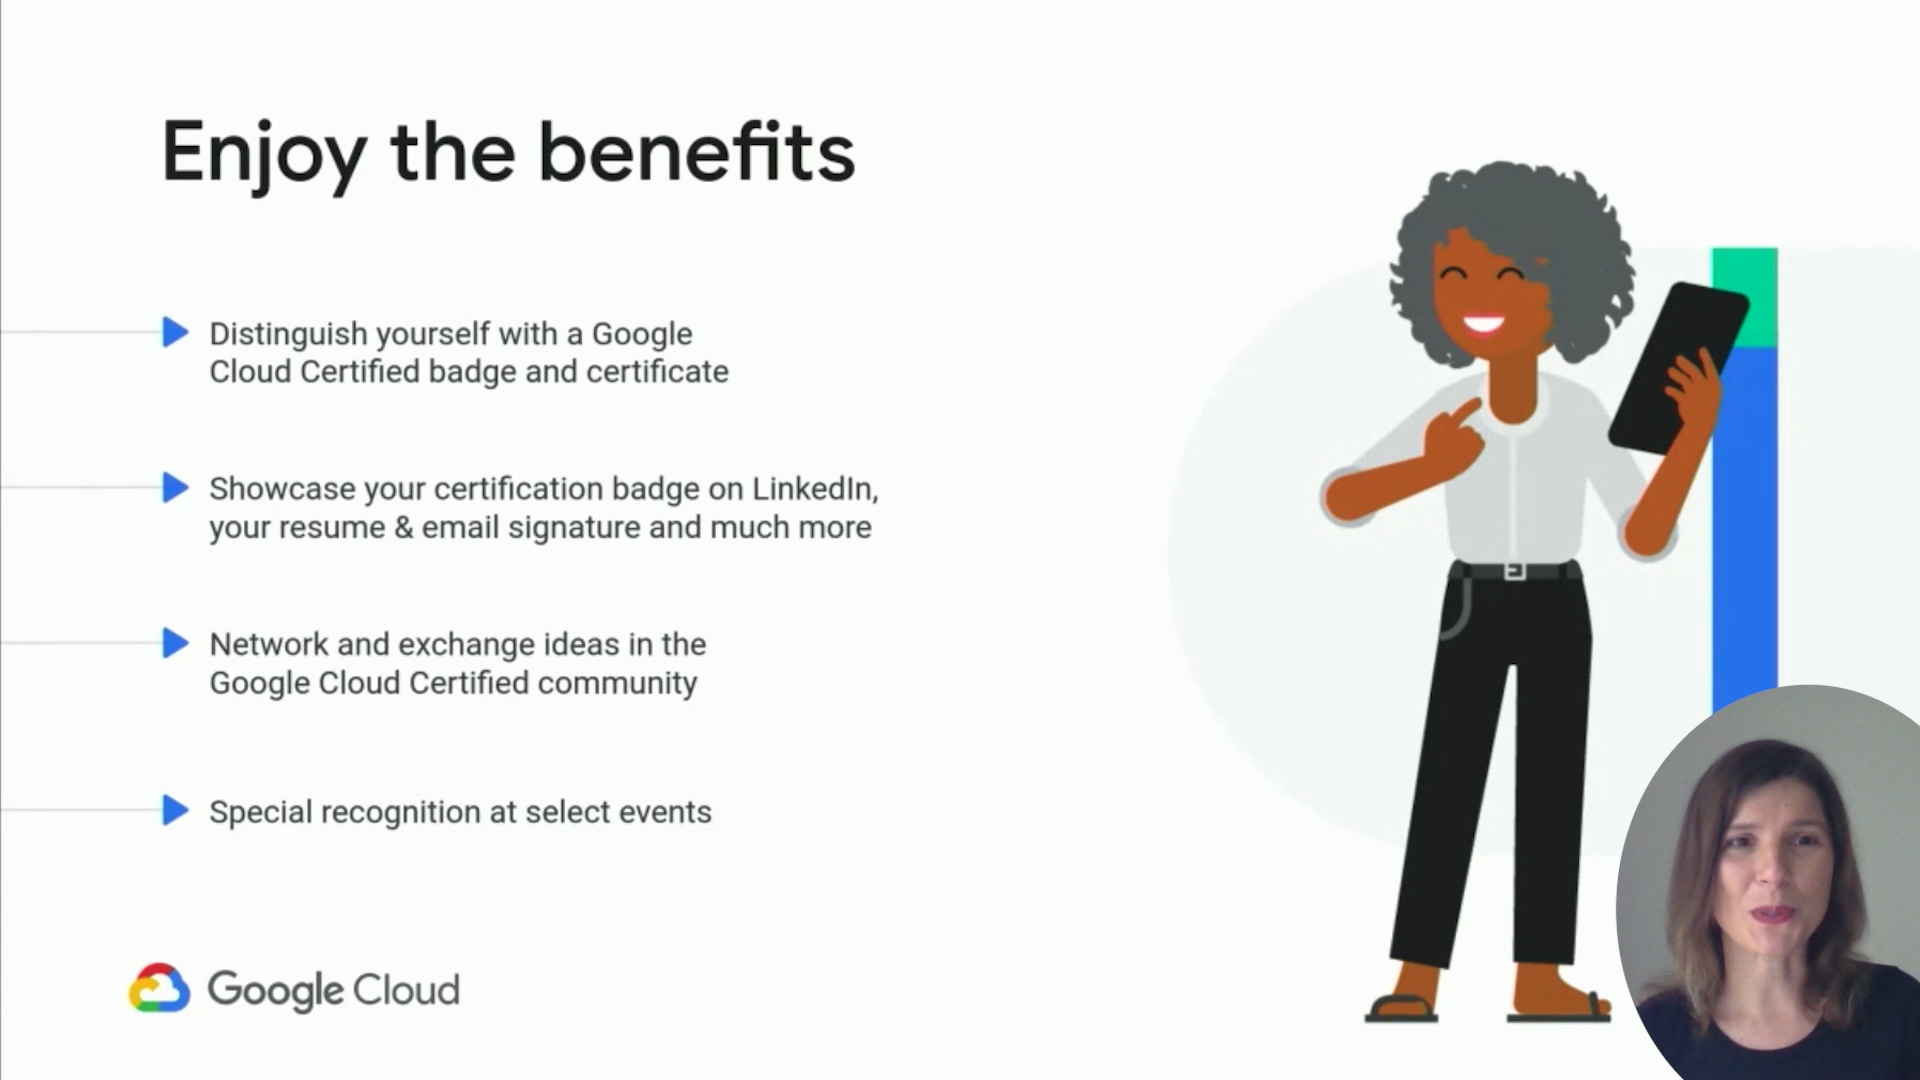 Enjoy the benefits
Distinguish yourself with a Google
Cloud Certified badge and certificate
Showcase your certification badge on LinkedIn,
your resume & email signature and much more
Network and exchange ideas in the
Google Cloud Certified community
Special recognition at select events
Google Cloud